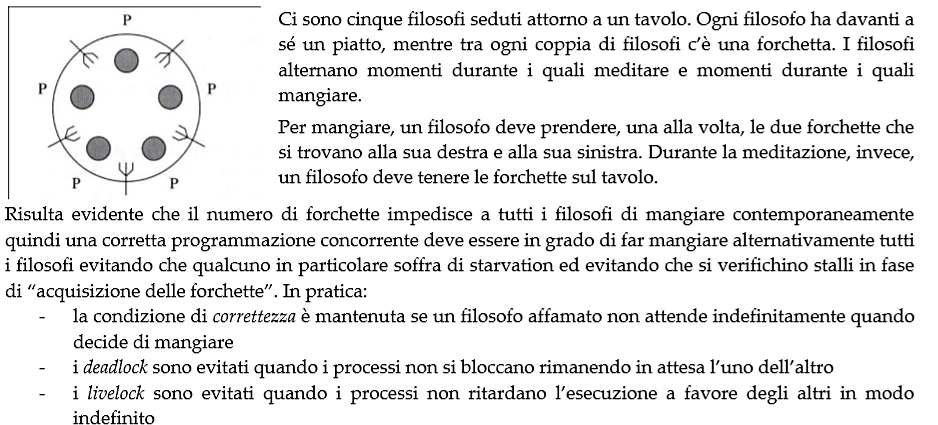 P
P
P
P
P
Ci sono cinque filosofi seduti attorno a un tavolo. Ogni filosofo ha davanti a
sé un piatto, mentre tra ogni coppia di filosofi c'è una forchetta. I filosofi
alternano momenti durante i quali meditare e momenti durante i quali
mangiare.
Per mangiare, un filosofo deve prendere, una alla volta, le due forchette che
si trovano alla sua destra e alla sua sinistra. Durante la meditazione, invece,
un filosofo deve tenere le forchette sul tavolo.
Risulta evidente che il numero di forchette impedisce a tutti i filosofi di mangiare contemporaneamente
quindi una corretta programmazione concorrente deve essere in grado di far mangiare alternativamente tutti
i filosofi evitando che qualcuno in particolare soffra di starvation ed evitando che si verifichino stalli in fase
di "acquisizione delle forchette". In pratica:
- la condizione di correttezza è mantenuta se un filosofo affamato non attende indefinitamente quando
decide di mangiare
- i deadlock sono evitati quando i processi non si bloccano rimanendo in attesa l'uno dell'altro
- i livelock sono evitati quando i processi non ritardano l'esecuzione a favore degli altri in modo
indefinito